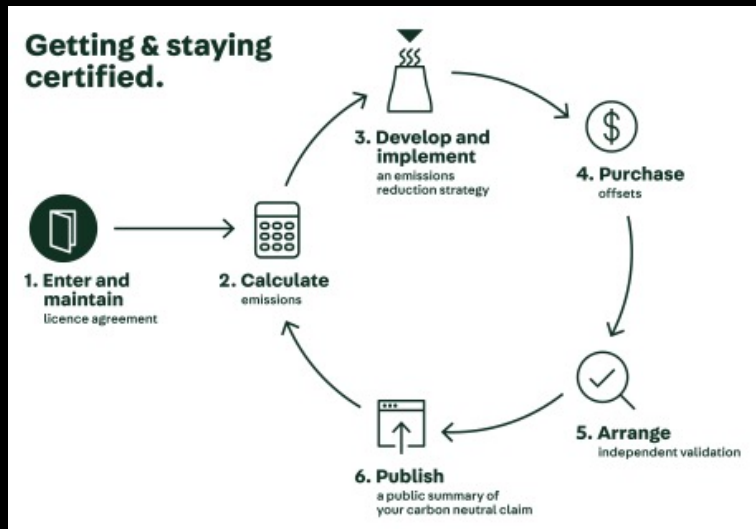 Getting & staying
certified.
1. Enter and
maintain
licence agreement
2. Calculate
emissions
3. Develop and
implement
an emissions
reduction strategy
$
4. Purchase
offsets
5. Arrange
independent validation
6. Publish
a public summary of
your carbon neutral claim